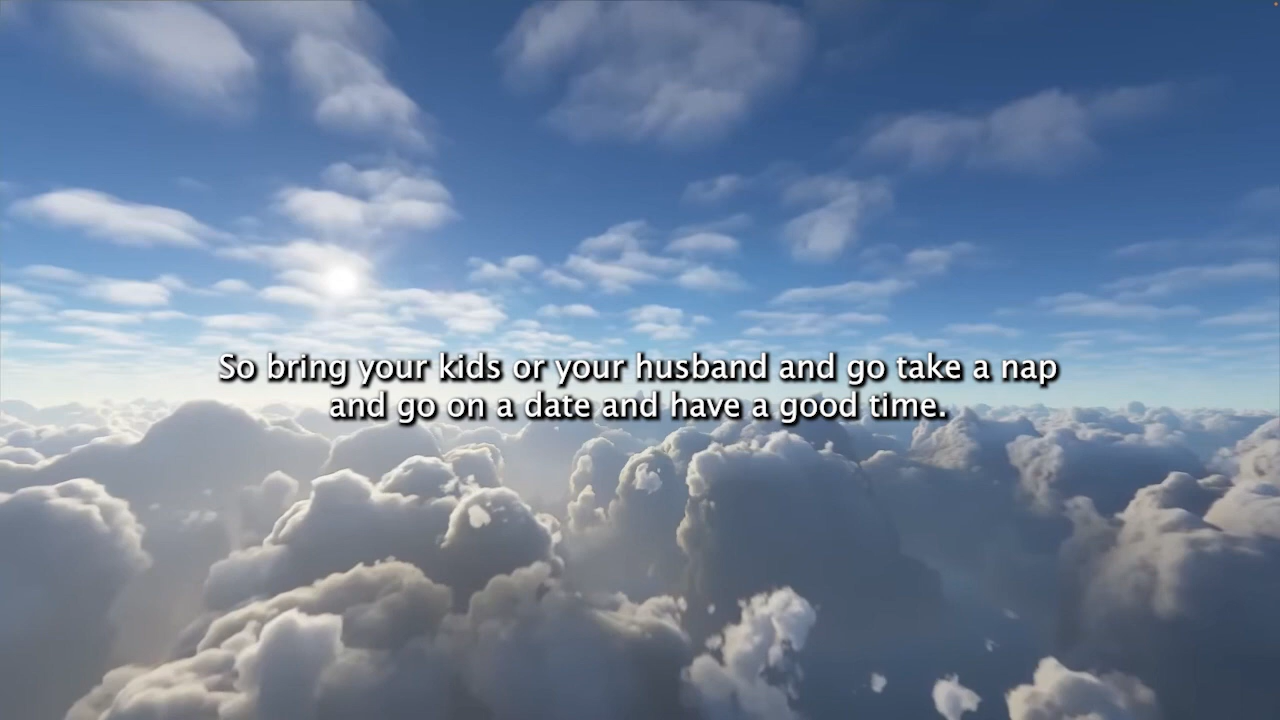 So bring your kids or your husband and go take a nap
and go on a date and have a good time.